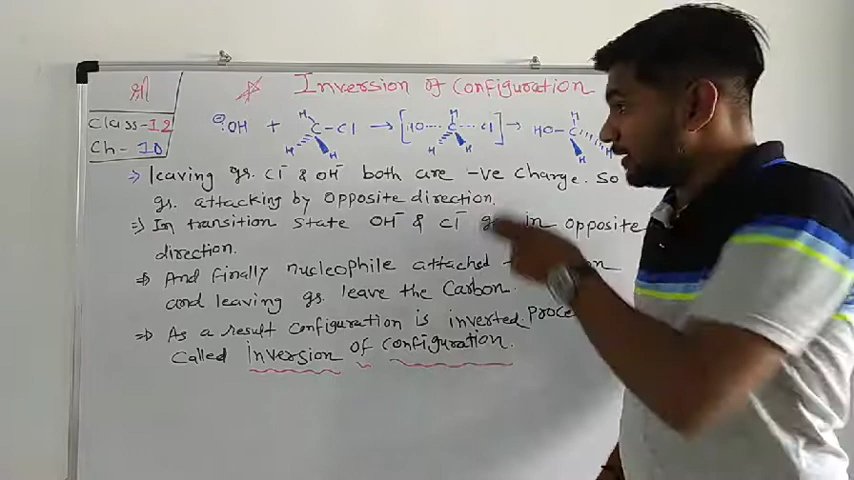 श्री
Inversion of Configuration
Class-12
Ch-10
:OH + H C-Cl H H → [HO C Cl H H H] → HO-C H H H
⇒ leaving gr. Cl⁻ & OH⁻ both are -ve charge. So
gr. attacking by opposite direction.
⇒ In transition state OH⁻ & Cl⁻ gr. in opposite
direction.
⇒ And finally nucleophile attached
and leaving gr. leave the Carbon.
⇒ As a result configuration is inverted. Process
Called inversion of configuration.